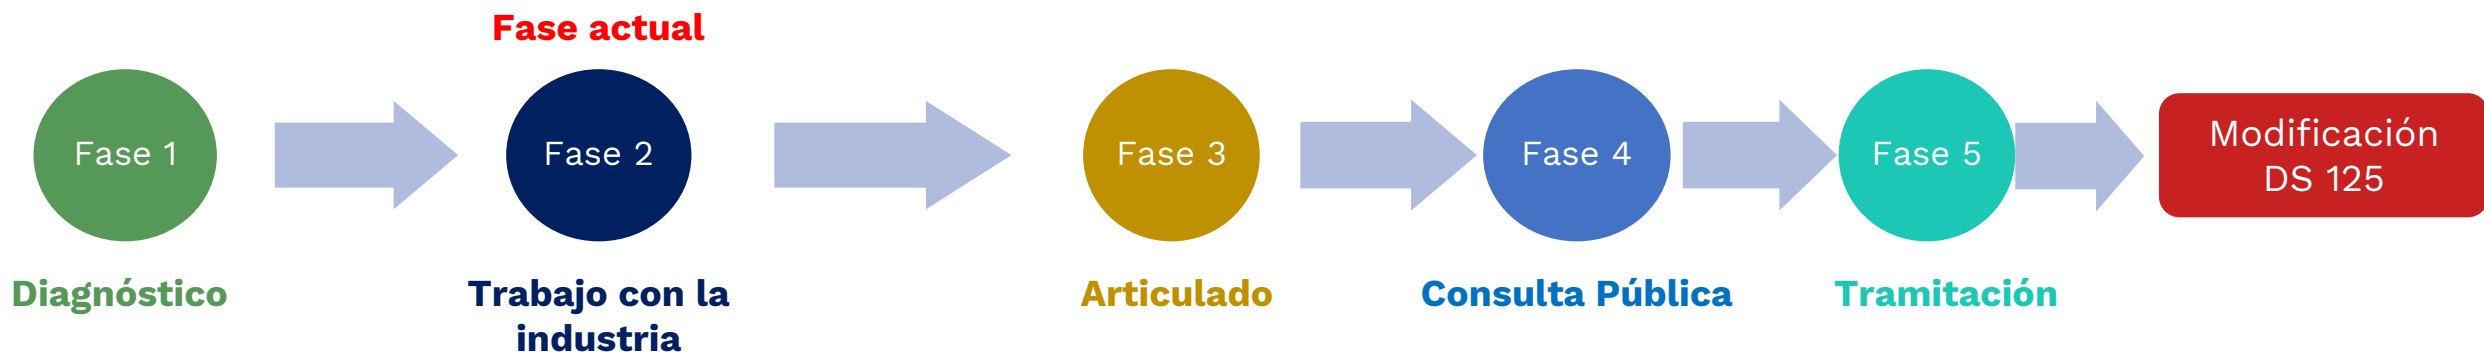 Fase actual
Fase 1
Fase 2
Fase 3
Fase 4
Fase 5
Modificación
DS 125
Diagnóstico
Trabajo con la
industria
Articulado
Consulta Pública
Tramitación